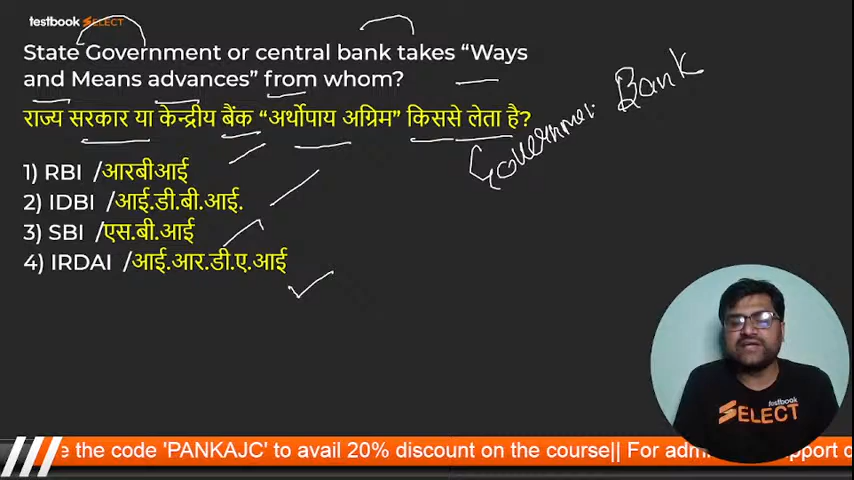 testbook SELECT
State Government or central bank takes “Ways
and Means advances” from whom?
राज्य सरकार या केन्द्रीय बैंक “अर्थोपाय अग्रिम” किससे लेता है?
Government Bank
1) RBI /आरबीआई
2) IDBI /आई.डी.बी.आई.
3) SBI /एस.बी.आई
4) IRDAI /आई.आर.डी.ए.आई
testbook
SELECT
e the code 'PANKAJC' to avail 20% discount on the course|| For